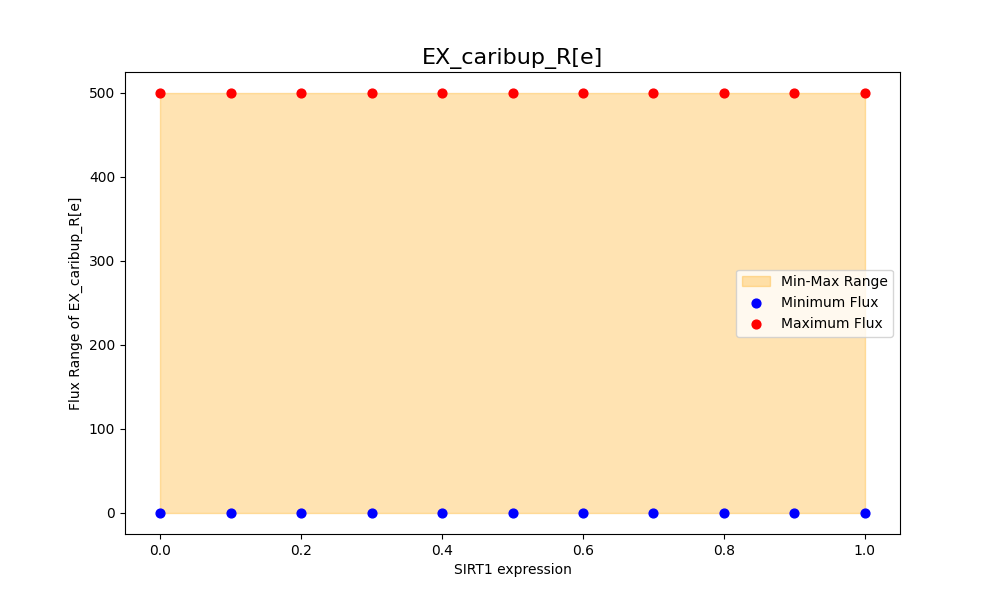 EX_caribup_R[e]
Flux Range of EX_caribup_R[e]
500
400
300
200
100
0
Min-Max Range
Minimum Flux
Maximum Flux
0.0 0.2 0.4 0.6 0.8 1.0
SIRT1 expression